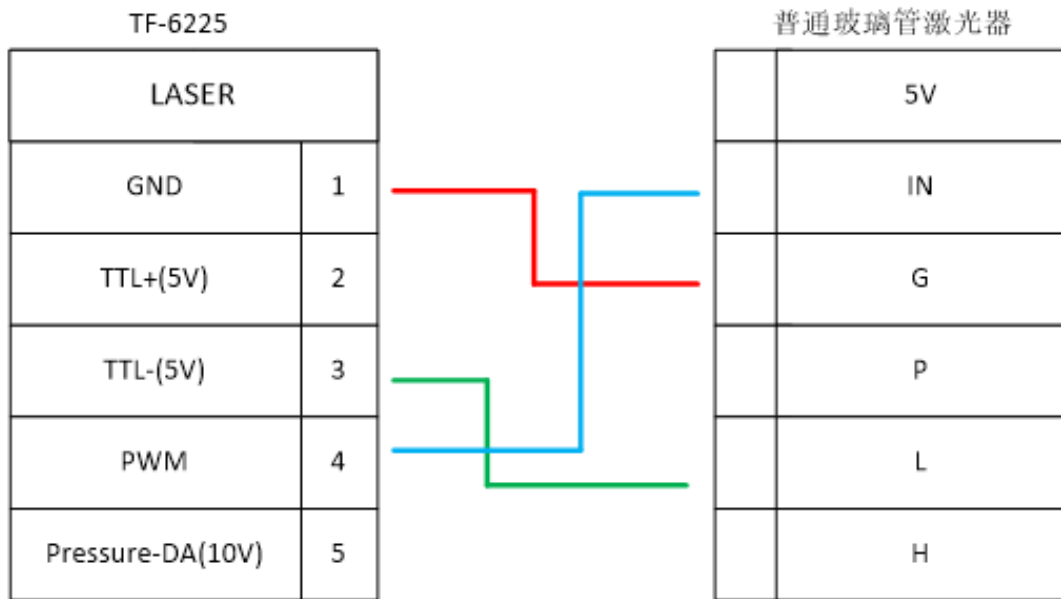 TF-6225
普通玻璃管激光器
LASER
5V
GND 1
IN
TTL+(5V) 2
G
TTL-(5V) 3
P
PWM 4
L
Pressure-DA(10V) 5
H